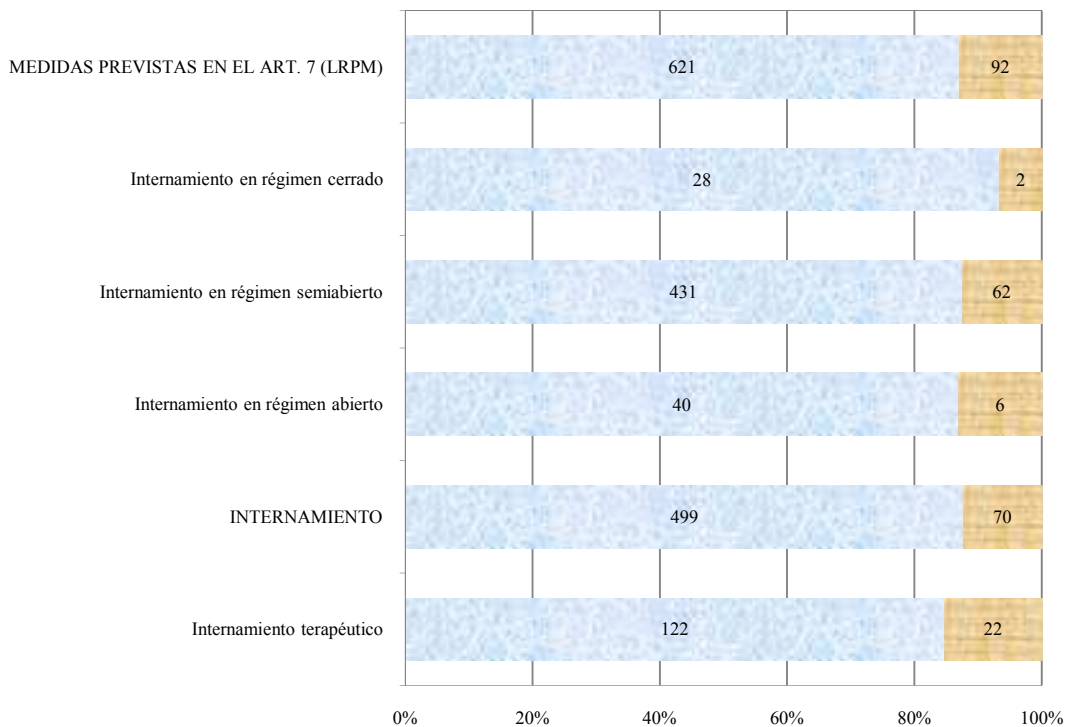 MEDIDAS PREVISTAS EN EL ART. 7 (LRPM) 621 92
Internamiento en régimen cerrado 28 2
Internamiento en régimen semiabierto 431 62
Internamiento en régimen abierto 40 6
INTERNAMIENTO 499 70
Internamiento terapéutico 122 22
0% 20% 40% 60% 80% 100%